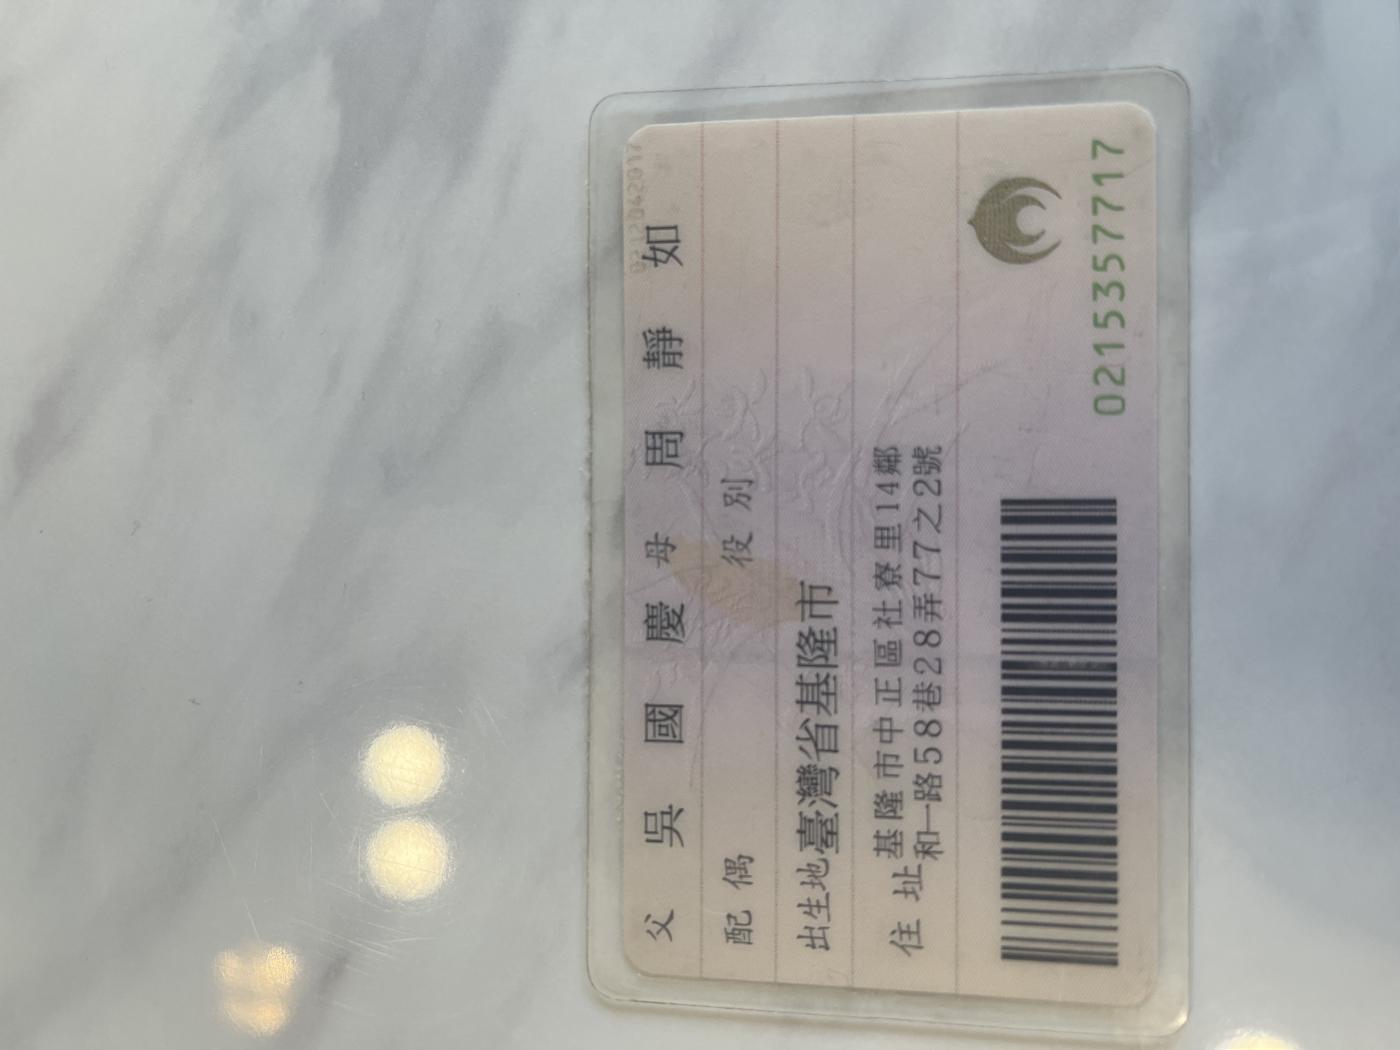 父 吳國慶 母 周靜如
配偶 役別
出生地 臺灣省基隆市
住址 基隆市中正區社寮里14鄰
和一路58巷28弄77之2號
0215357717